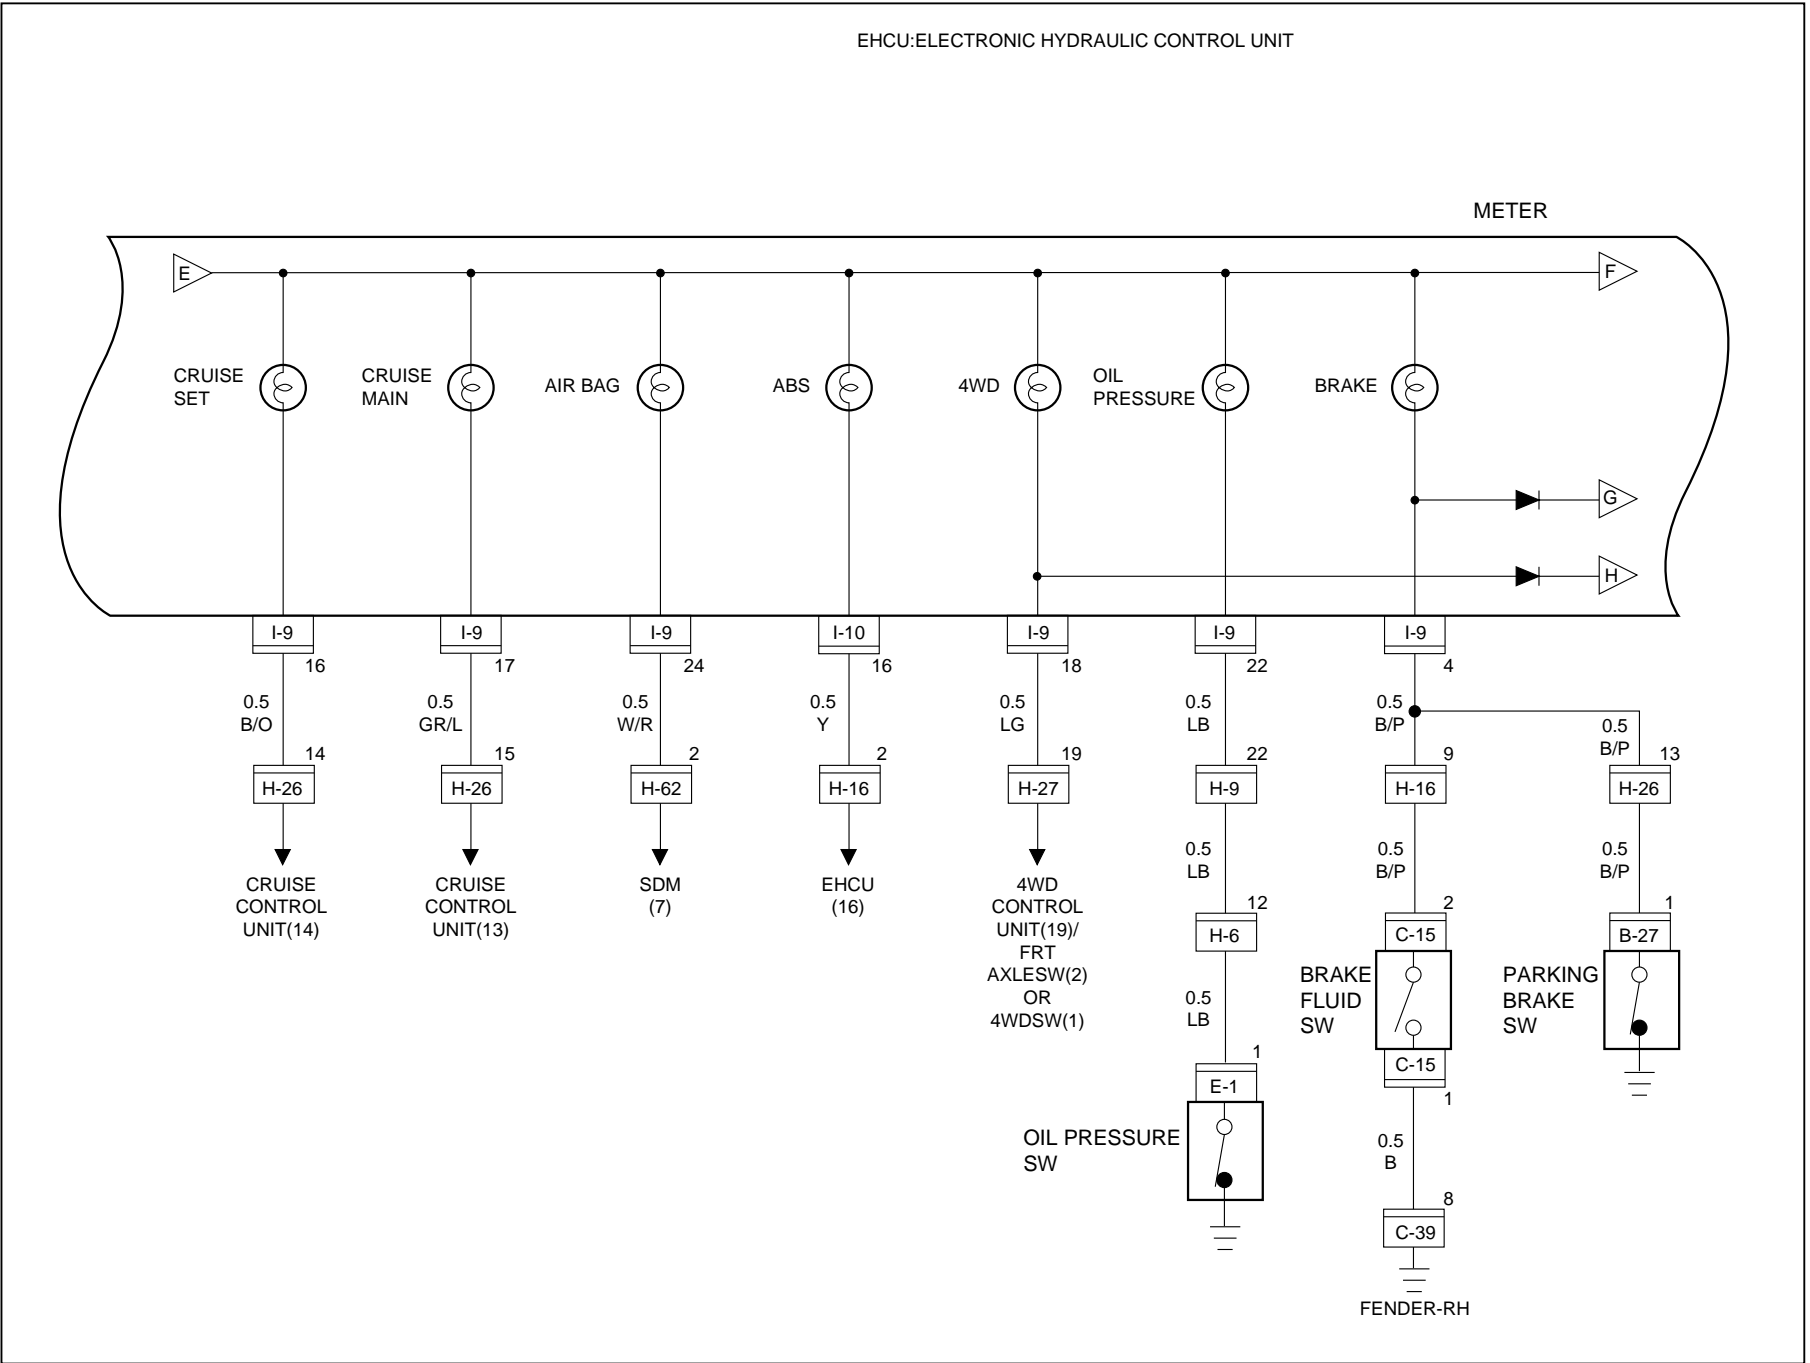 EHCU:ELECTRONIC HYDRAULIC CONTROL UNIT
METER
E
F
CRUISE
SET
CRUISE
MAIN
AIR BAG
ABS
4WD
OIL
PRESSURE
BRAKE
G
H
I-9
I-9
I-9
I-10
I-9
I-9
I-9
16
17
24
16
18
22
4
0.5
B/O
0.5
GR/L
0.5
W/R
0.5
Y
0.5
LG
0.5
LB
0.5
B/P
0.5
B/P
14
15
2
2
19
22
9
13
H-26
H-26
H-62
H-16
H-27
H-9
H-16
H-26
CRUISE
CONTROL
UNIT(14)
CRUISE
CONTROL
UNIT(13)
SDM
(7)
EHCU
(16)
4WD
CONTROL
UNIT(19)/
FRT
AXLESW(2)
OR
4WDSW(1)
0.5
LB
12
H-6
0.5
LB
1
E-1
OIL PRESSURE
SW
0.5
B/P
2
C-15
BRAKE
FLUID
SW
C-15
1
0.5
B
8
C-39
FENDER-RH
0.5
B/P
1
B-27
PARKING
BRAKE
SW